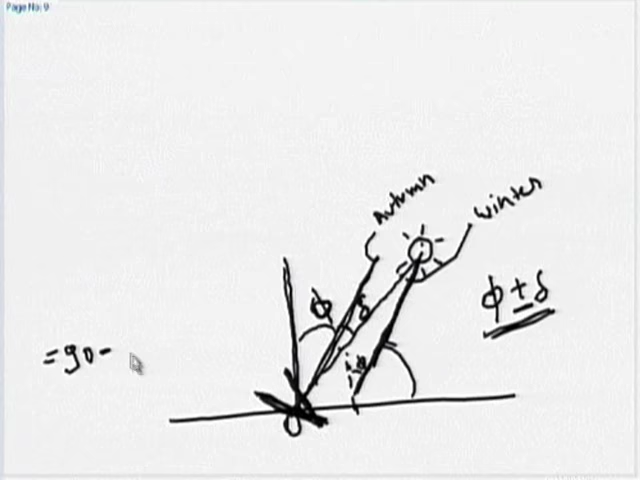 Page No: 9
Autumn
winter
ϕ
δ
ϕ ± δ
= 90 -
O